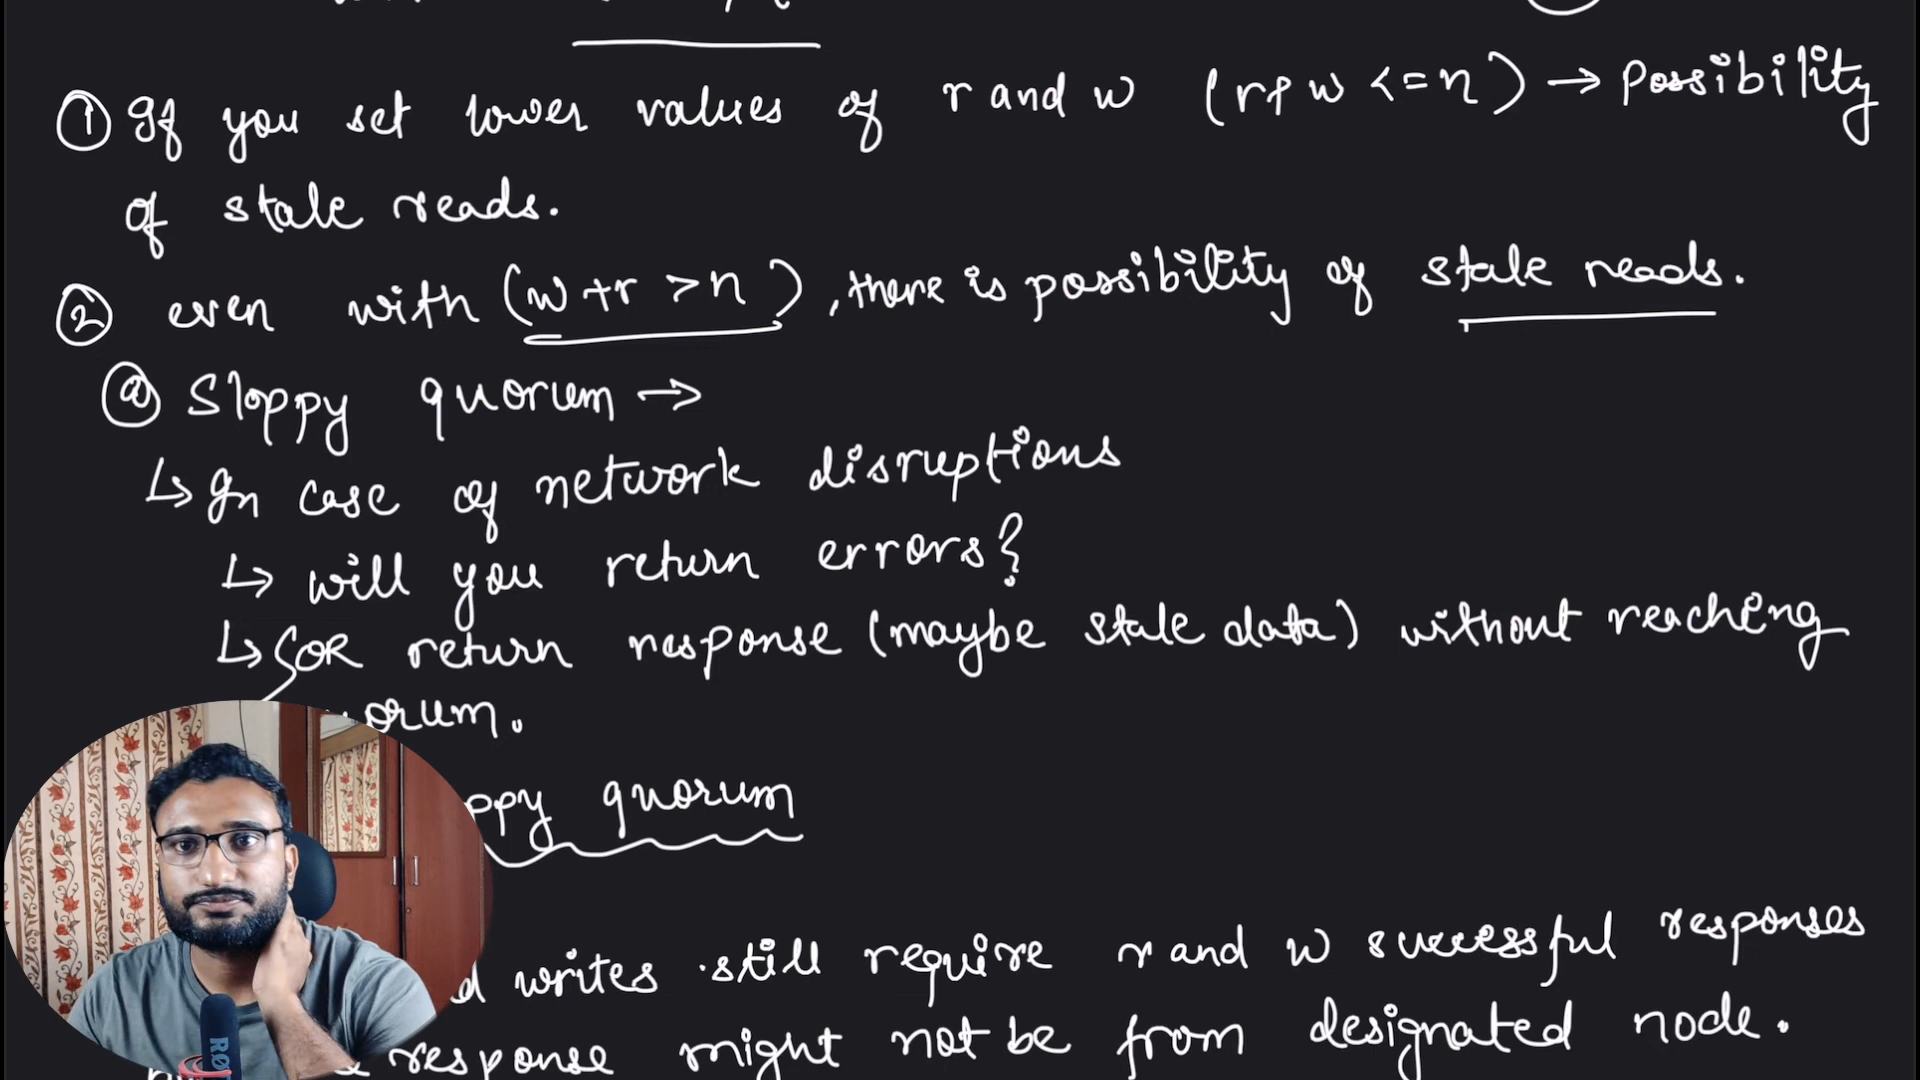 ① If you set lower values of r and w (r+w <=n) → possibility
of stale reads.
② even with (w+r >n), there is possibility of stale reads.
ⓐ Sloppy quorum →
↳ In case of network disruptions
↳ will you return errors?
↳ OR return response (maybe stale data) without reaching
orum.
ppy quorum
d writes still require r and w successful responses
response might not be from designated node.
RØD